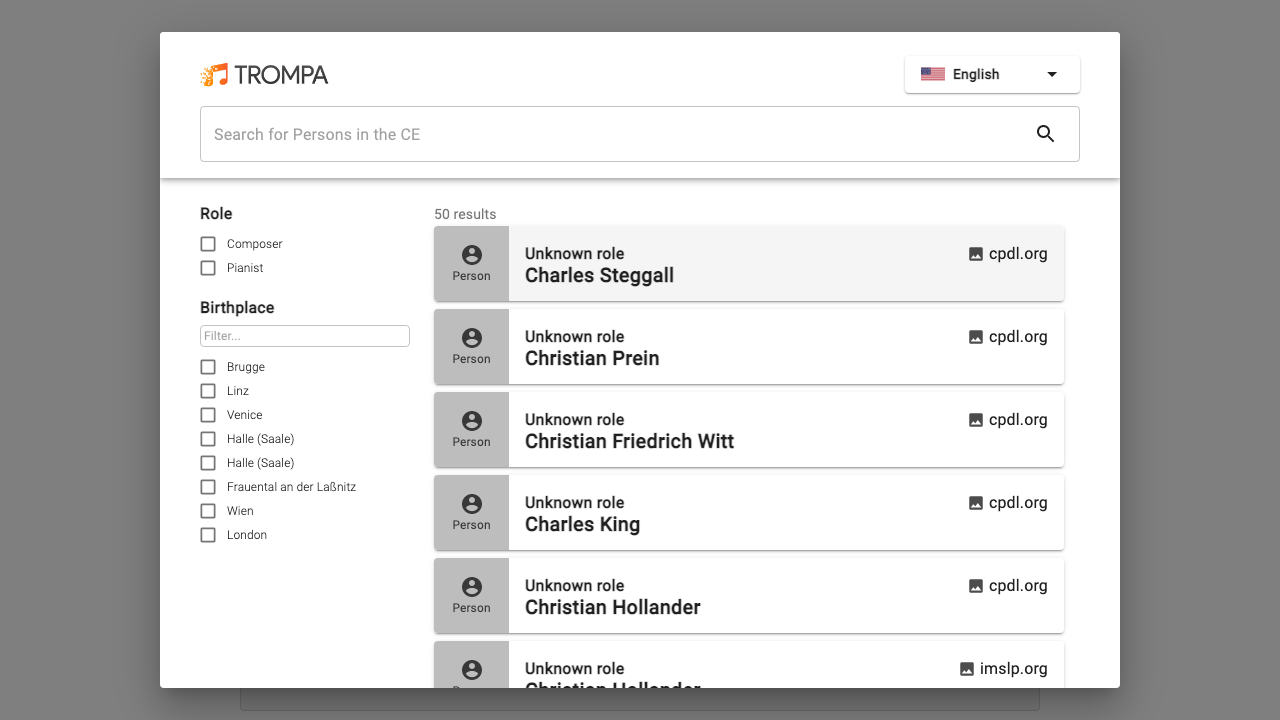 TROMPA
English
Search for Persons in the CE
Role
Composer
Pianist
Birthplace
Filter...
Brugge
Linz
Venice
Halle (Saale)
Halle (Saale)
Frauental an der Laßnitz
Wien
London
50 results
Person
Unknown role
Charles Steggall
cpdl.org
Person
Unknown role
Christian Prein
cpdl.org
Person
Unknown role
Christian Friedrich Witt
cpdl.org
Person
Unknown role
Charles King
cpdl.org
Person
Unknown role
Christian Hollander
cpdl.org
Unknown role
Christian Hollander
imslp.org